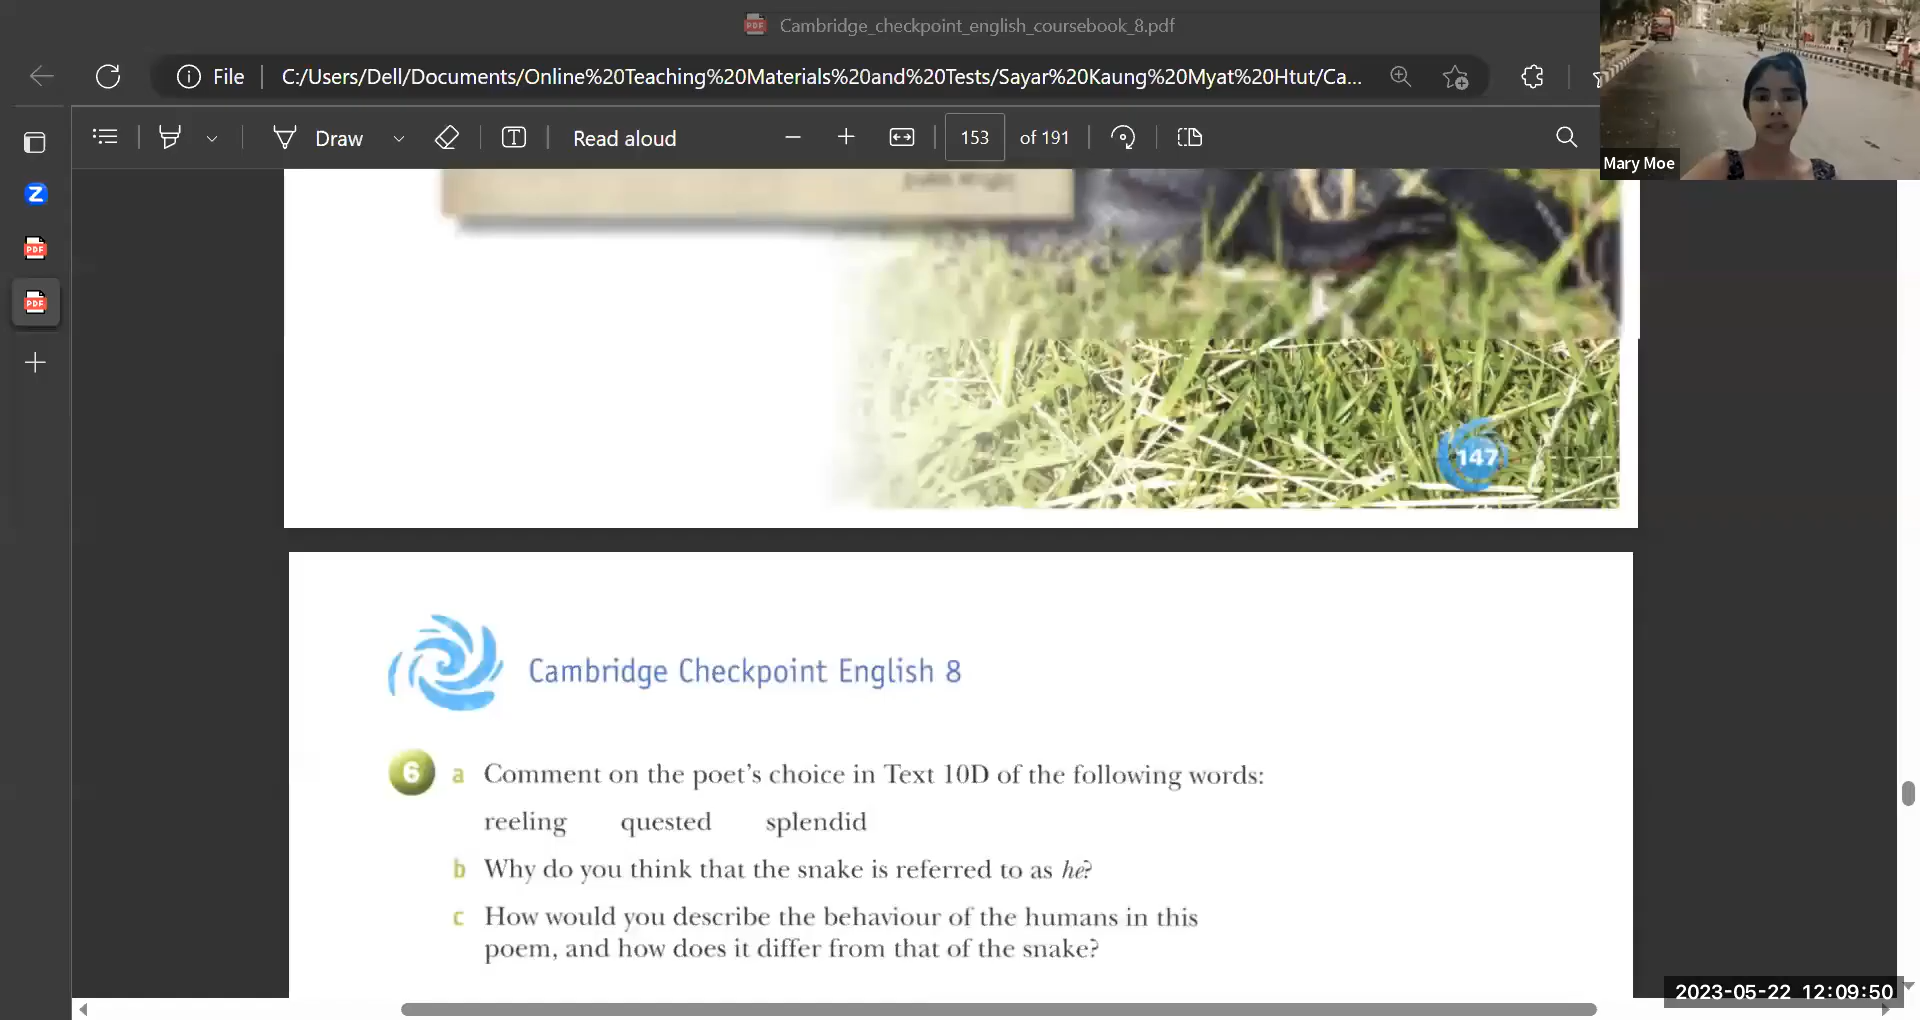 Cambridge_checkpoint_english_coursebook_8.pdf
File
C:/Users/Dell/Documents/Online%20Teaching%20Materials%20and%20Tests/Sayar%20Kaung%20Myat%20Htut/Ca...
Draw
Read aloud
153 of 191
Mary Moe
Z
PDF
PDF
147
Cambridge Checkpoint English 8
6 a Comment on the poet's choice in Text 10D of the following words:
reeling quested splendid
b Why do you think that the snake is referred to as he?
c How would you describe the behaviour of the humans in this
poem, and how does it differ from that of the snake?
2023-05-22 12:09:50